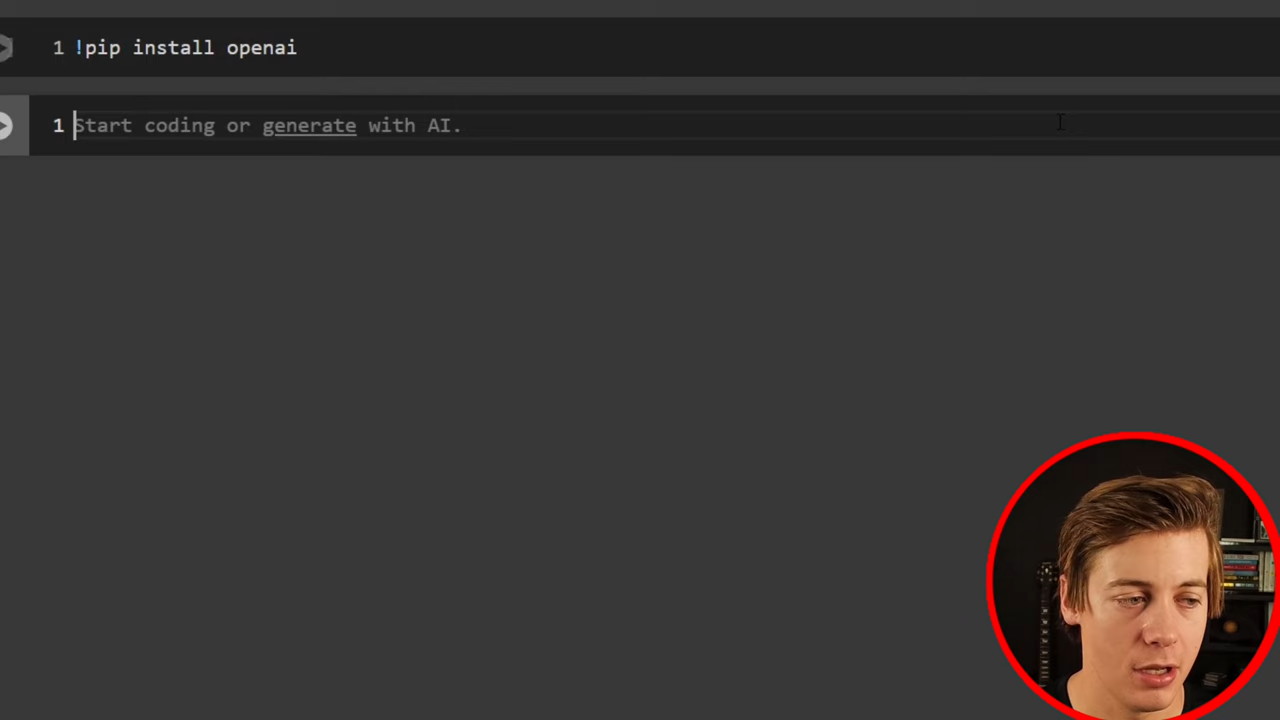 1 !pip install openai
1 Start coding or generate with AI.